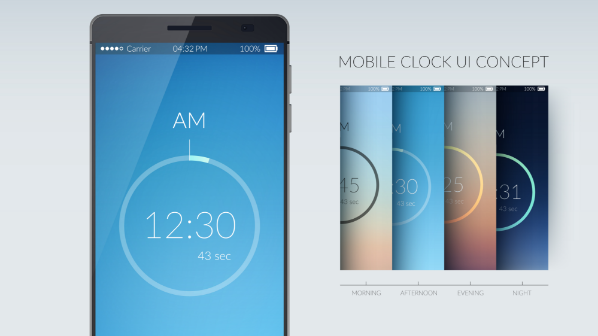 Carrier 04:32 PM 100%
AM
12:30
43 sec
MOBILE CLOCK UI CONCEPT
100% 100% 100% 100%
M M
45 :30 25 :31
43 sec 43 sec 43 sec 43 sec
MORNING AFTERNOON EVENING NIGHT